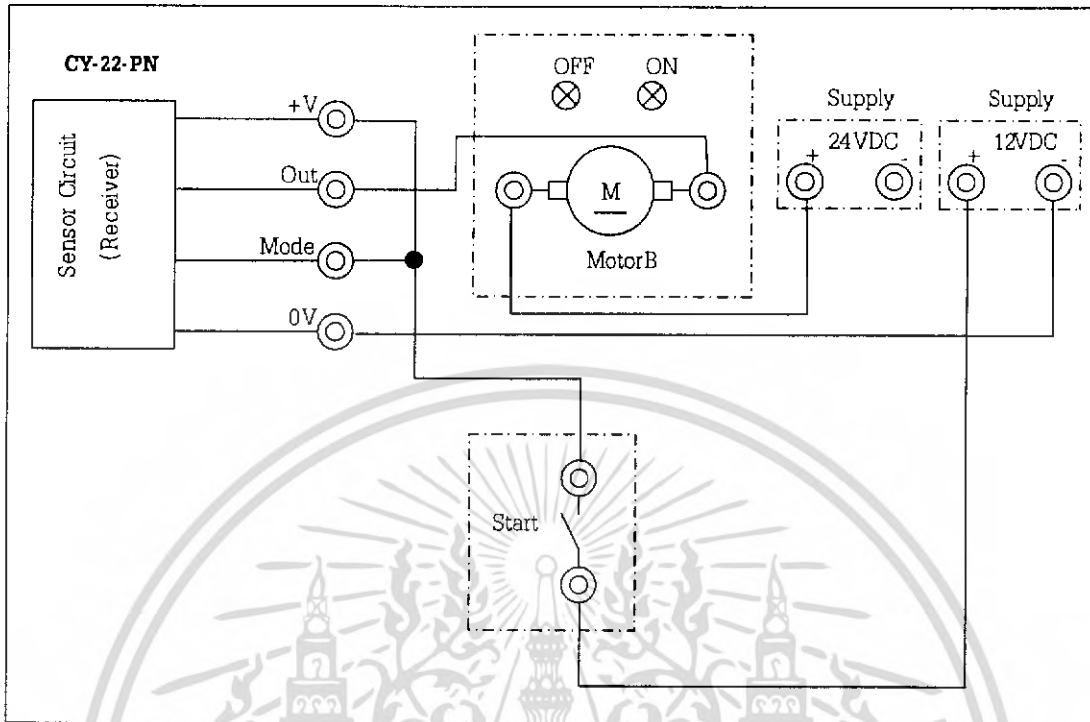 CY-22-PN
Sensor Circuit
(Receiver)
+V
Out
Mode
0V
OFF ON
M
MotorB
Supply
24VDC
+ -
Supply
12VDC
+ -
Start